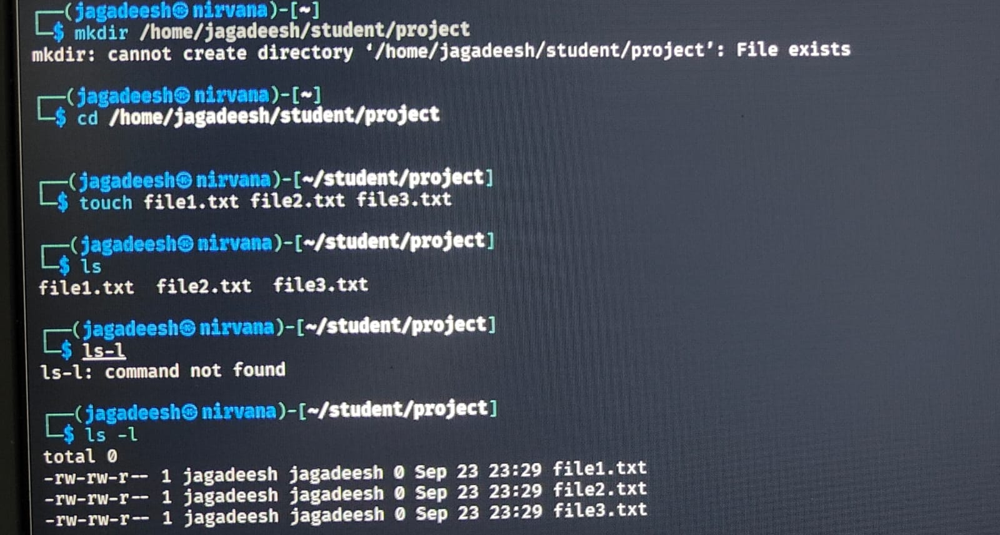 ┌──(jagadeesh㉿nirvana)-[~]
└─$ mkdir /home/jagadeesh/student/project
mkdir: cannot create directory ‘/home/jagadeesh/student/project’: File exists
┌──(jagadeesh㉿nirvana)-[~]
└─$ cd /home/jagadeesh/student/project
┌──(jagadeesh㉿nirvana)-[~/student/project]
└─$ touch file1.txt file2.txt file3.txt
┌──(jagadeesh㉿nirvana)-[~/student/project]
└─$ ls
file1.txt  file2.txt  file3.txt
┌──(jagadeesh㉿nirvana)-[~/student/project]
└─$ ls-l
ls-l: command not found
┌──(jagadeesh㉿nirvana)-[~/student/project]
└─$ ls -l
total 0
-rw-rw-r-- 1 jagadeesh jagadeesh 0 Sep 23 23:29 file1.txt
-rw-rw-r-- 1 jagadeesh jagadeesh 0 Sep 23 23:29 file2.txt
-rw-rw-r-- 1 jagadeesh jagadeesh 0 Sep 23 23:29 file3.txt